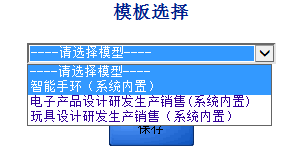 模板选择
----请选择模型----
----请选择模型----
智能手环（系统内置）
电子产品设计研发生产销售(系统内置)
玩具设计研发生产销售（系统内置）
保存